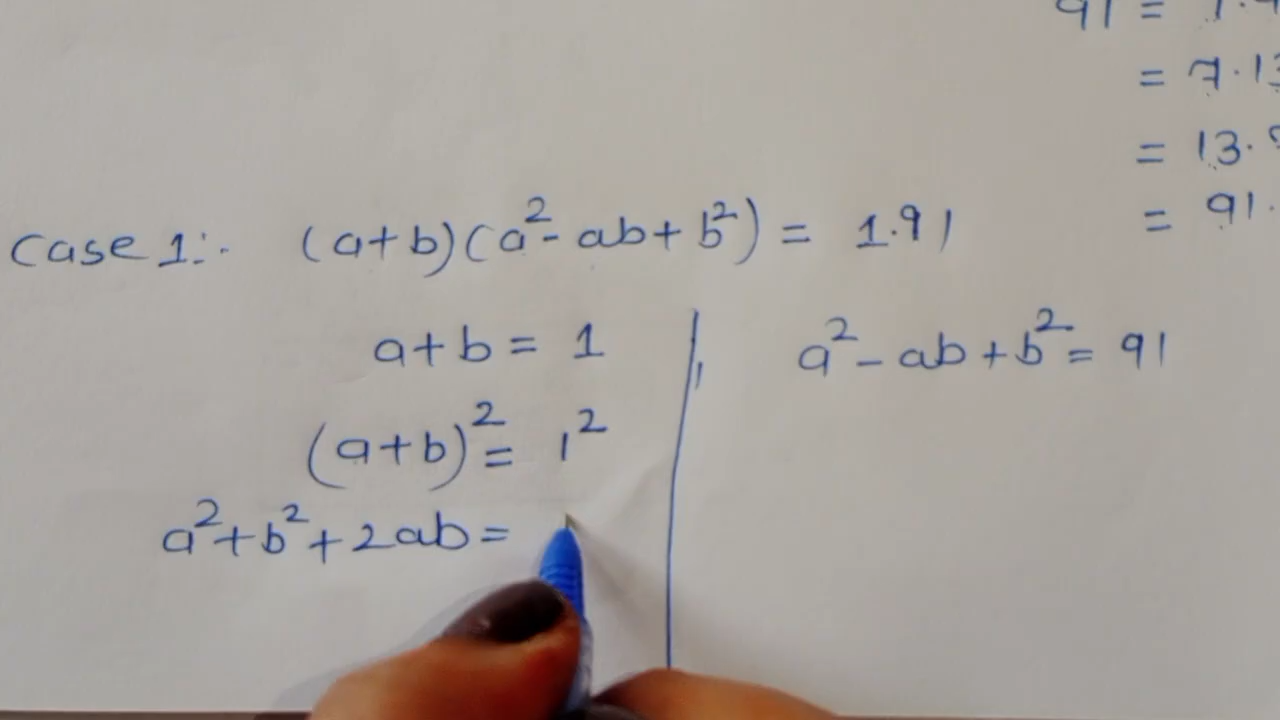 91 =
= 7.13
= 13.
= 91.
Case 1:- (a+b)(a²-ab+b²) = 1.91
a+b = 1 | a²-ab+b² = 91
(a+b)² = 1²
a²+b²+2ab =